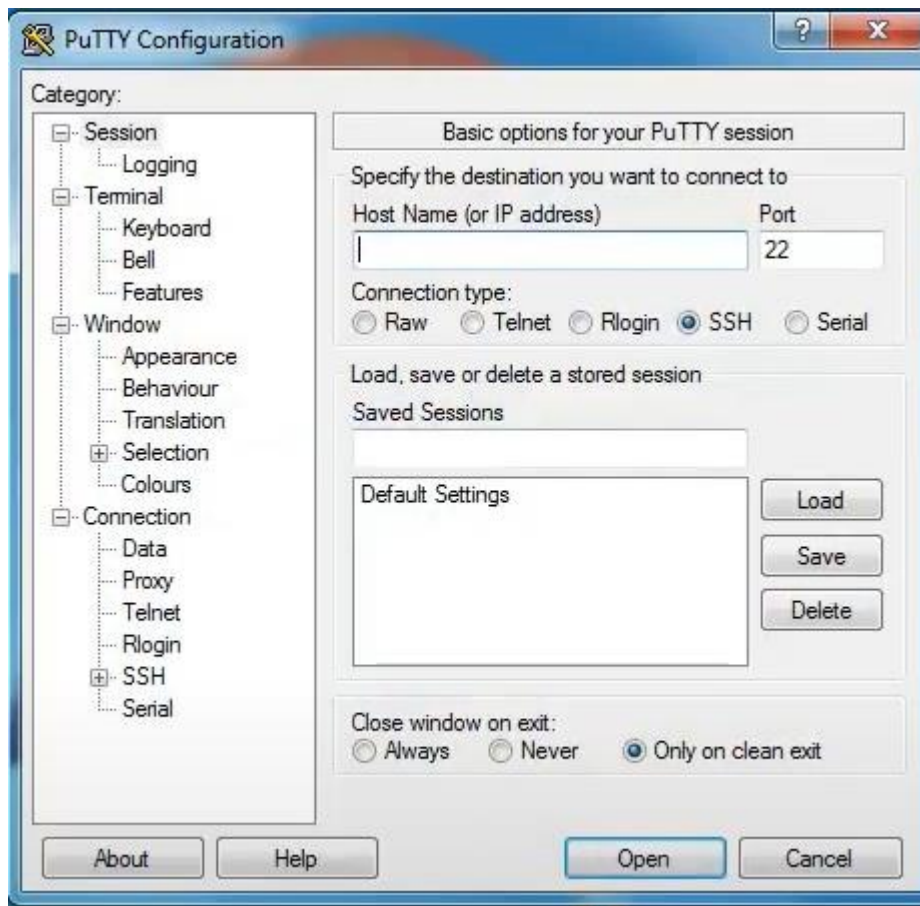 PuTTY Configuration
?
X
Category:
Session
Logging
Terminal
Keyboard
Bell
Features
Window
Appearance
Behaviour
Translation
Selection
Colours
Connection
Data
Proxy
Telnet
Rlogin
SSH
Serial
Basic options for your PuTTY session
Specify the destination you want to connect to
Host Name (or IP address) Port
22
Connection type:
Raw Telnet Rlogin SSH Serial
Load, save or delete a stored session
Saved Sessions
Default Settings
Load
Save
Delete
Close window on exit:
Always Never Only on clean exit
About Help Open Cancel